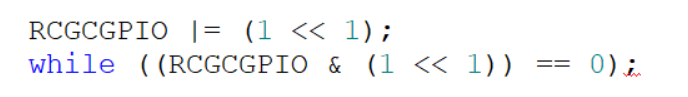 RCGCGPIO |= (1 << 1);
while ((RCGCGPIO & (1 << 1)) == 0);